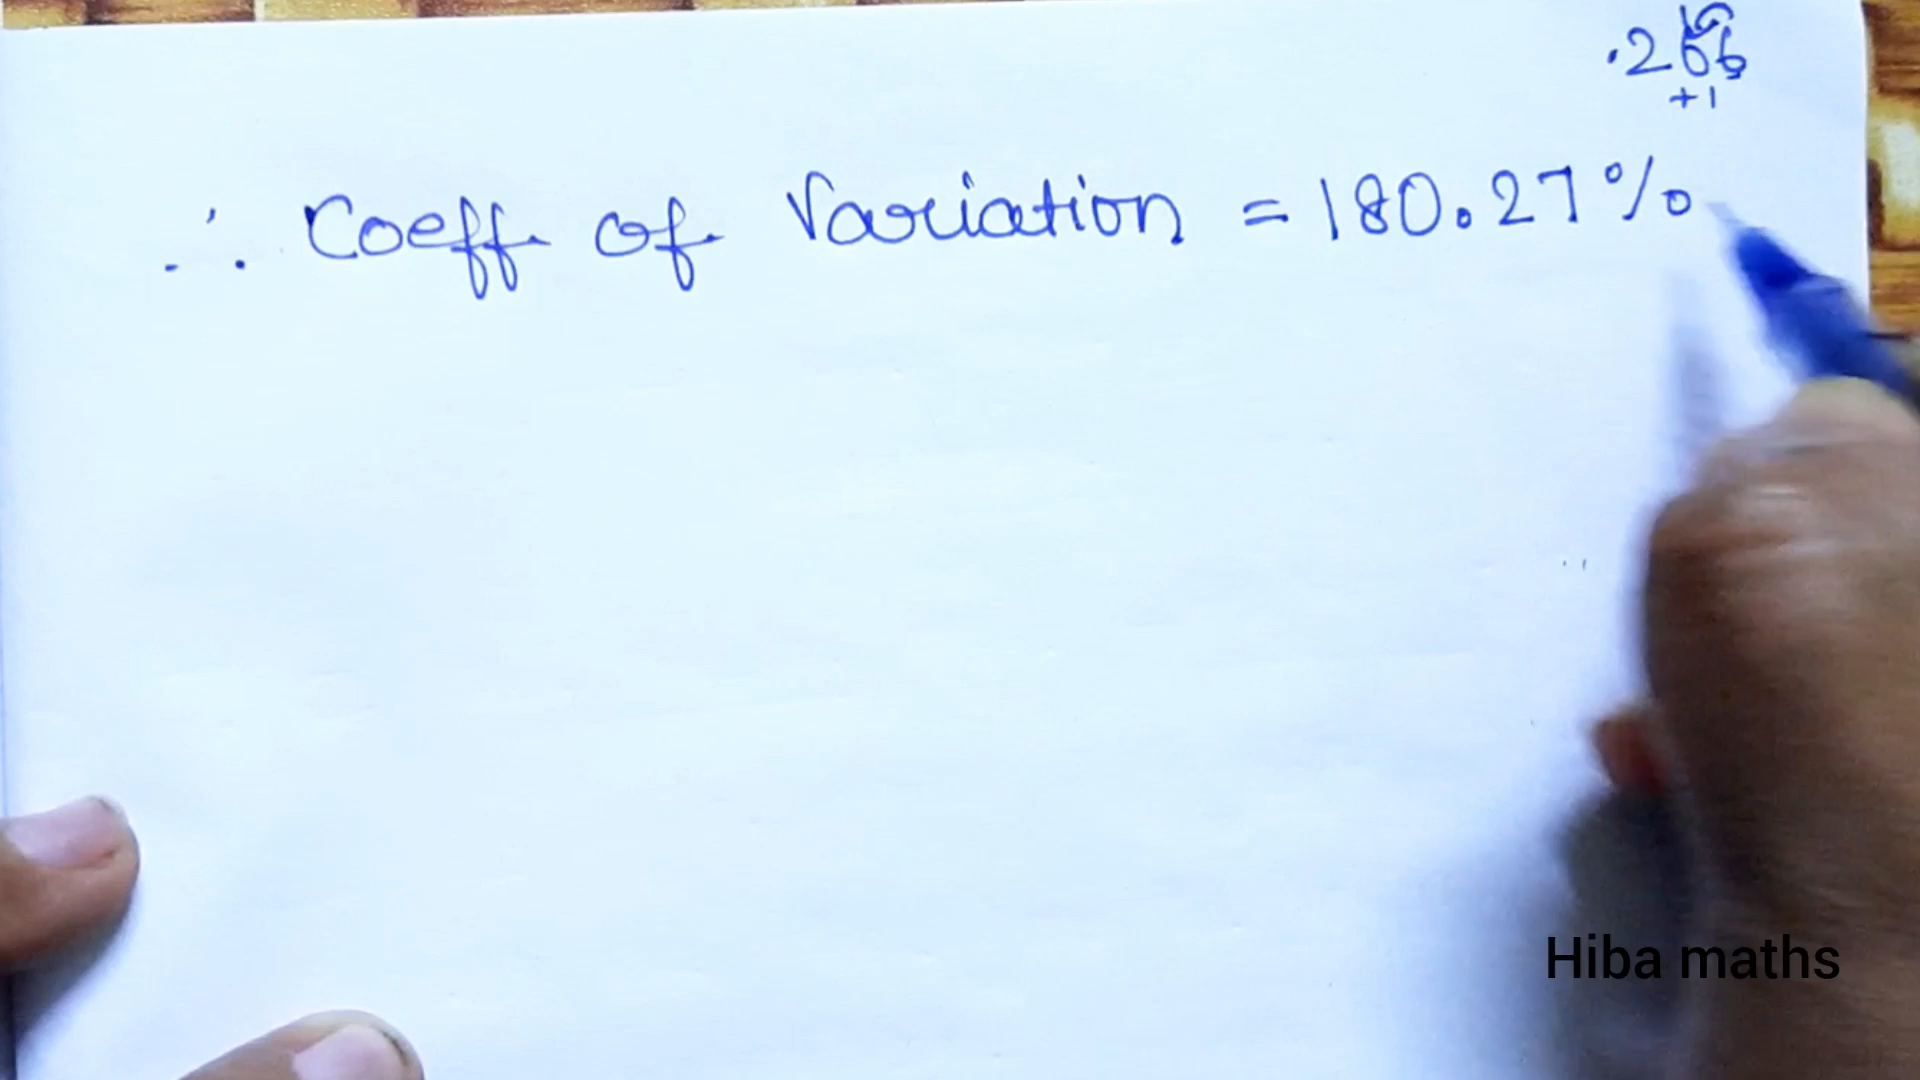 .266
+1
∴ Coeff of Variation = 180.27%
Hiba maths